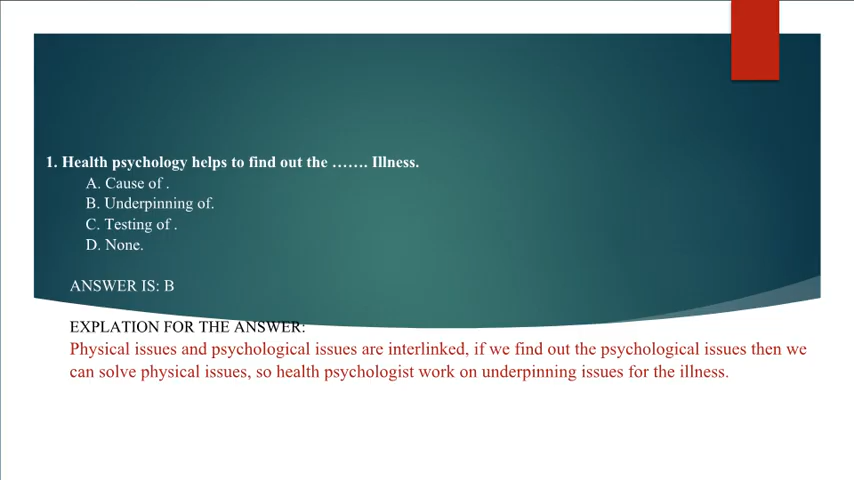 1. Health psychology helps to find out the ……. Illness.
A. Cause of .
B. Underpinning of.
C. Testing of .
D. None.
ANSWER IS: B
EXPLATION FOR THE ANSWER:
Physical issues and psychological issues are interlinked, if we find out the psychological issues then we
can solve physical issues, so health psychologist work on underpinning issues for the illness.